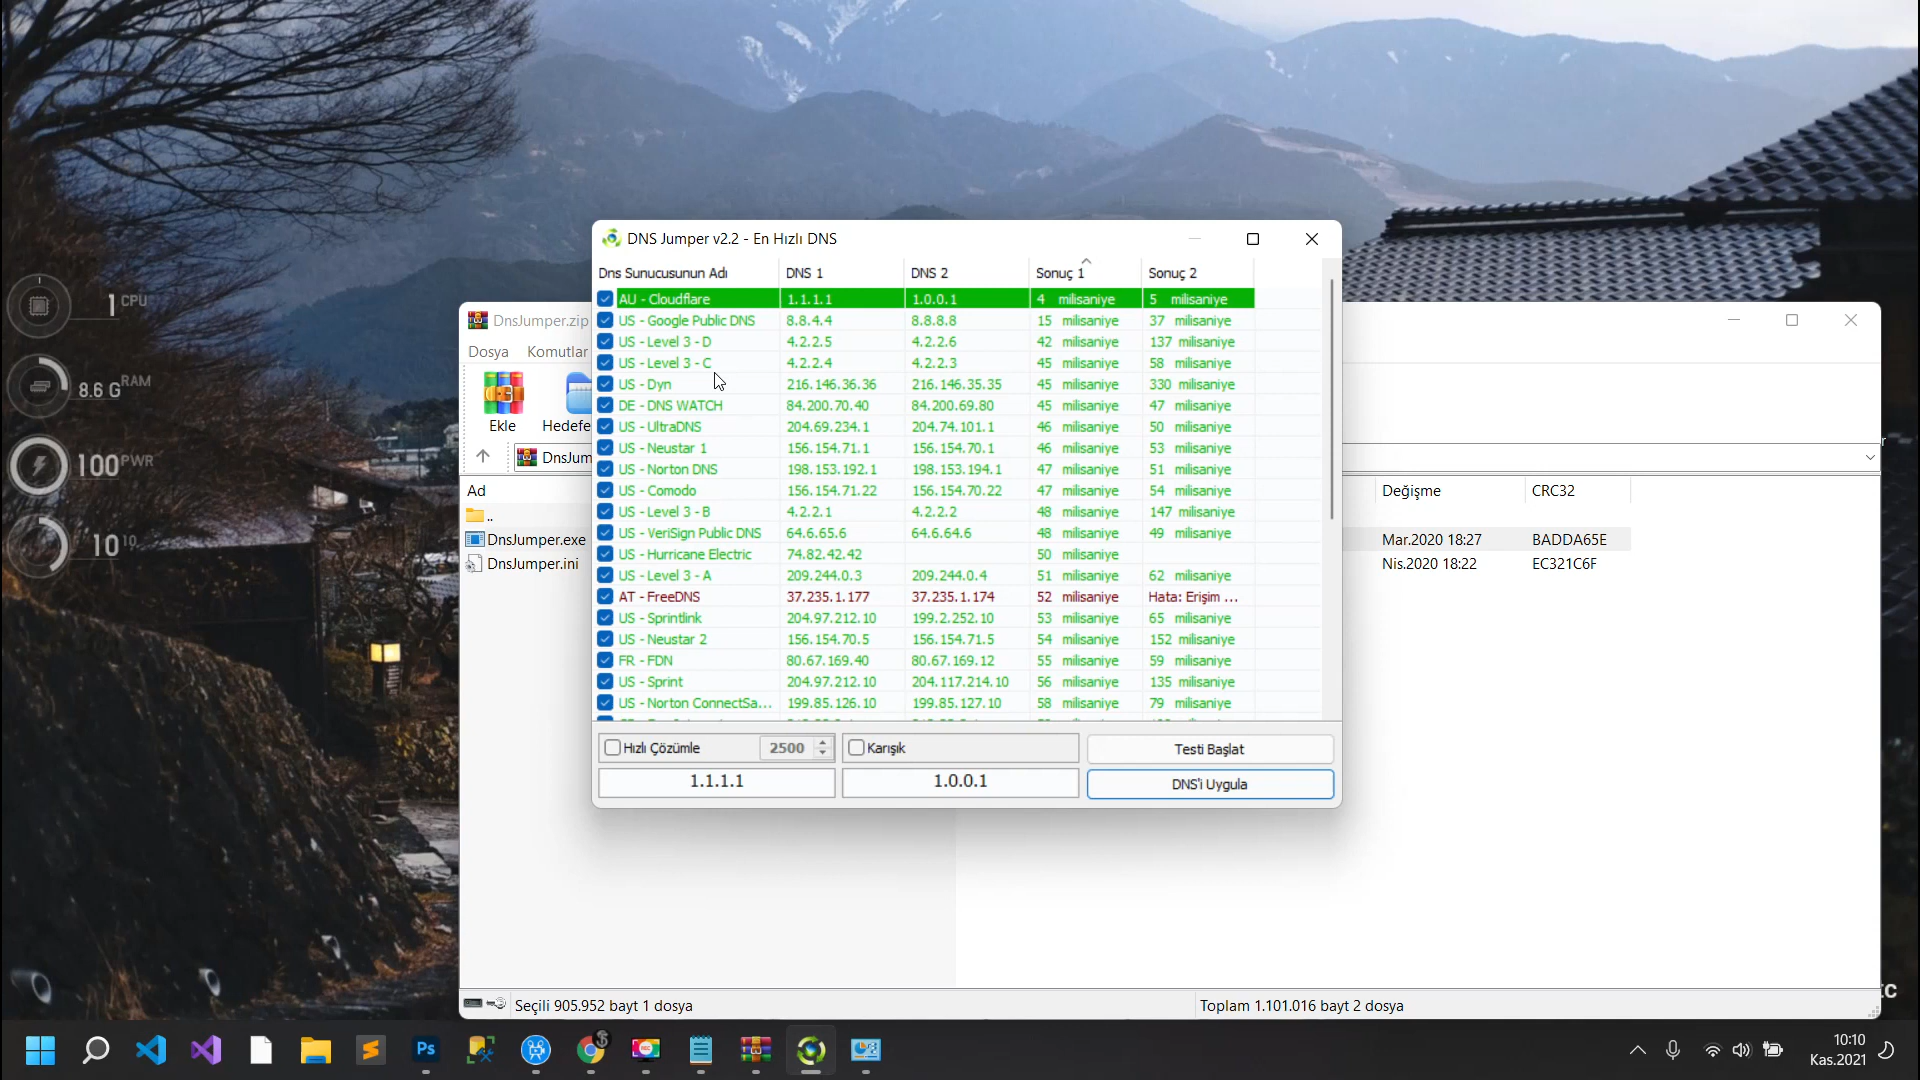 DNS Jumper v2.2 - En Hızlı DNS
Dns Sunucusunun Adı DNS 1 DNS 2 Sonuç 1 Sonuç 2
AU - Cloudflare 1.1.1.1 1.0.0.1 4 milisaniye 5 milisaniye
US - Google Public DNS 8.8.4.4 8.8.8.8 15 milisaniye 37 milisaniye
US - Level 3 - D 4.2.2.5 4.2.2.6 42 milisaniye 137 milisaniye
US - Level 3 - C 4.2.2.4 4.2.2.3 45 milisaniye 58 milisaniye
US - Dyn 216.146.36.36 216.146.35.35 45 milisaniye 330 milisaniye
DE - DNS WATCH 84.200.70.40 84.200.69.80 45 milisaniye 47 milisaniye
US - UltraDNS 204.69.234.1 204.74.101.1 46 milisaniye 50 milisaniye
US - Neustar 1 156.154.71.1 156.154.70.1 46 milisaniye 53 milisaniye
US - Norton DNS 198.153.192.1 198.153.194.1 47 milisaniye 51 milisaniye
US - Comodo 156.154.71.22 156.154.70.22 47 milisaniye 54 milisaniye
US - Level 3 - B 4.2.2.1 4.2.2.2 48 milisaniye 147 milisaniye
US - VeriSign Public DNS 64.6.65.6 64.6.64.6 48 milisaniye 49 milisaniye
US - Hurricane Electric 74.82.42.42 50 milisaniye
US - Level 3 - A 209.244.0.3 209.244.0.4 51 milisaniye 62 milisaniye
AT - FreeDNS 37.235.1.177 37.235.1.174 52 milisaniye Hata: Erişim ...
US - Sprintlink 204.97.212.10 199.2.252.10 53 milisaniye 65 milisaniye
US - Neustar 2 156.154.70.5 156.154.71.5 54 milisaniye 152 milisaniye
FR - FDN 80.67.169.40 80.67.169.12 55 milisaniye 59 milisaniye
US - Sprint 204.97.212.10 204.117.214.10 56 milisaniye 135 milisaniye
US - Norton ConnectSa... 199.85.126.10 199.85.127.10 58 milisaniye 79 milisaniye
Hızlı Çözümle 2500 Karışık Testi Başlat
1.1.1.1 1.0.0.1 DNS'i Uygula
DnsJumper.zip
Dosya Komutlar
Ekle Hedefe
DnsJum
Ad Değişme CRC32
..
DnsJumper.exe Mar.2020 18:27 BADDA65E
DnsJumper.ini Nis.2020 18:22 EC321C6F
Seçili 905.952 bayt 1 dosya Toplam 1.101.016 bayt 2 dosya
1 CPU
8.6 G RAM
100 PWR
10 10
Ps
10:10
Kas.2021